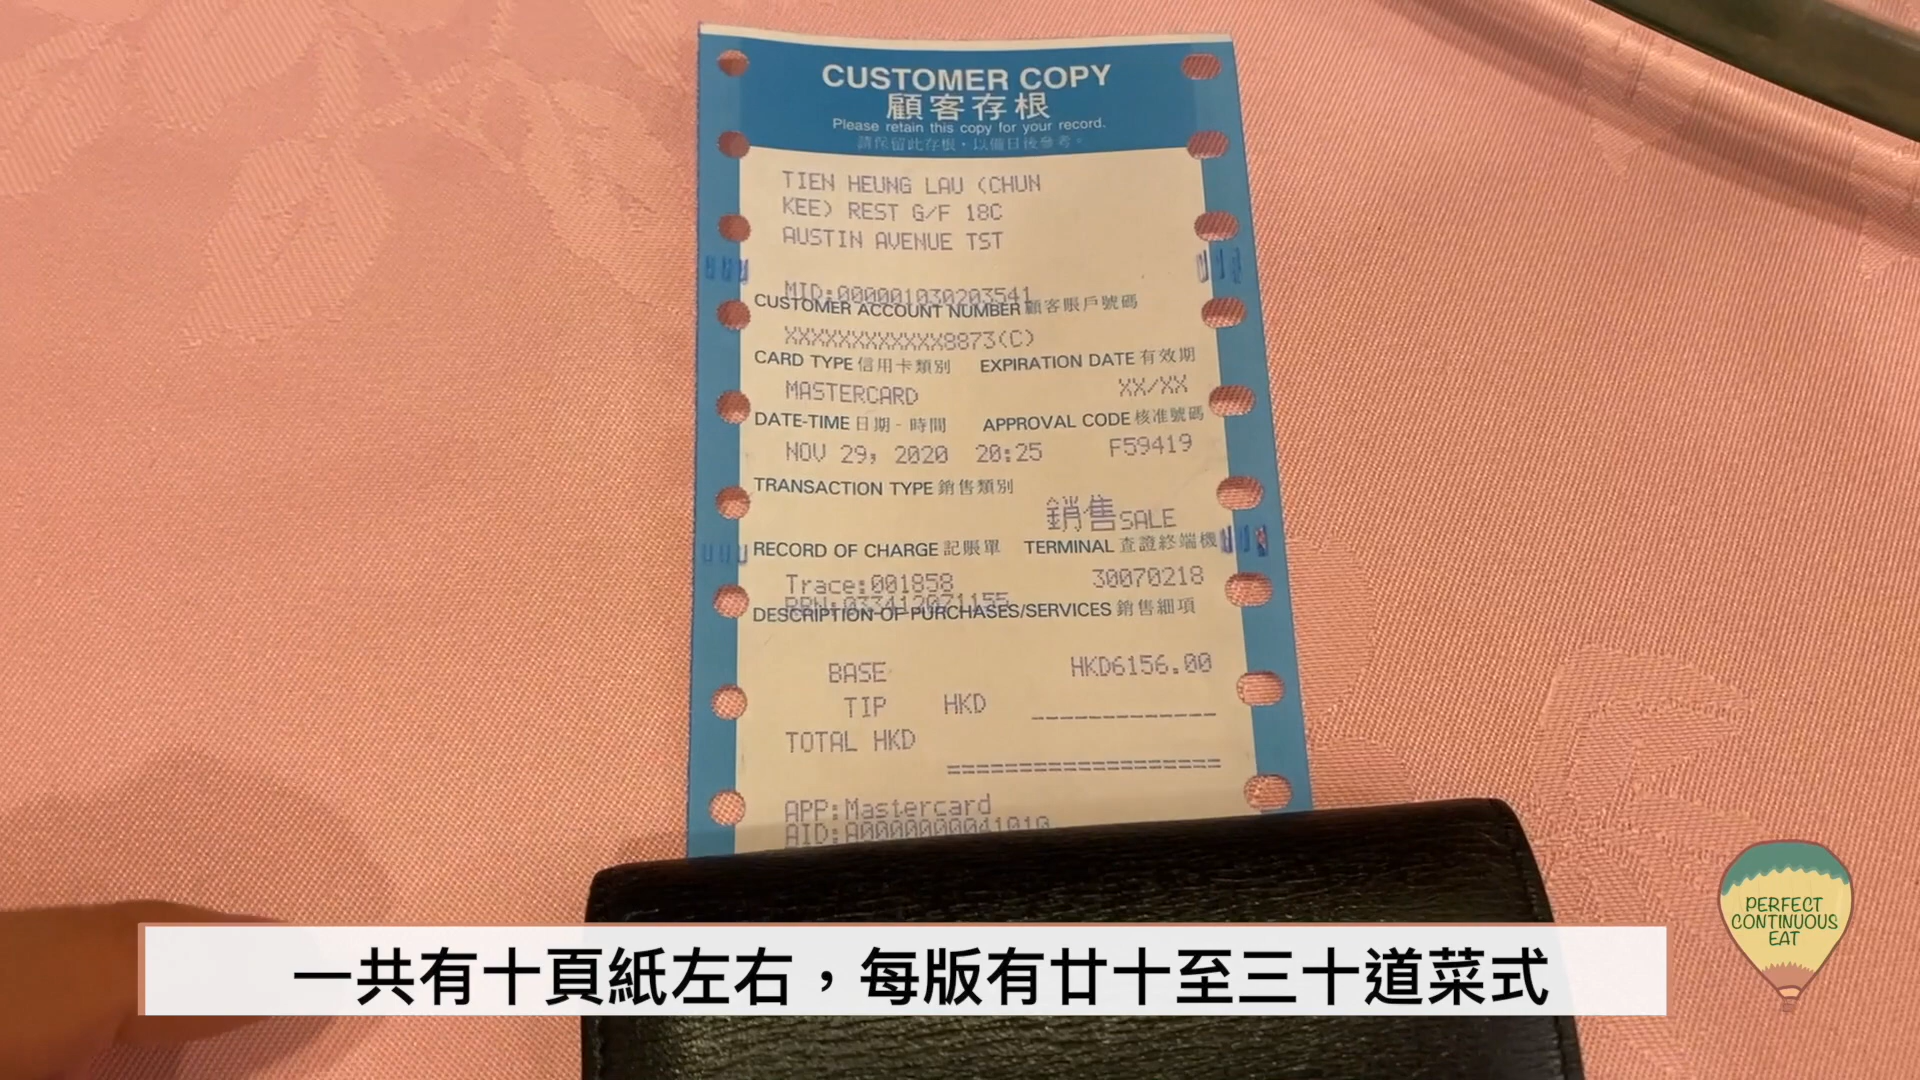 CUSTOMER COPY
顧客存根
Please retain this copy for your record.
請保留此存根，以備日後參考。
TIEN HEUNG LAU (CHUN
KEE) REST G/F 18C
AUSTIN AVENUE TST
MID:000001030203541
CUSTOMER ACCOUNT NUMBER 顧客賬戶號碼
XXXXXXXXXXXX8873(C)
CARD TYPE 信用卡類別 EXPIRATION DATE 有效期
MASTERCARD XX/XX
DATE-TIME 日期 - 時間 APPROVAL CODE 核准號碼
NOV 29, 2020 20:25 F59419
TRANSACTION TYPE 銷售類別
銷售SALE
RECORD OF CHARGE 記賬單 TERMINAL 查證終端機
Trace:001858 30070218
RRN:033412071155
DESCRIPTION OF PURCHASES/SERVICES 銷售細項
BASE HKD6156.00
TIP HKD
TOTAL HKD
APP:Mastercard
AID:A0000000041010
一共有十頁紙左右，每版有廿十至三十道菜式
PERFECT
CONTINUOUS
EAT